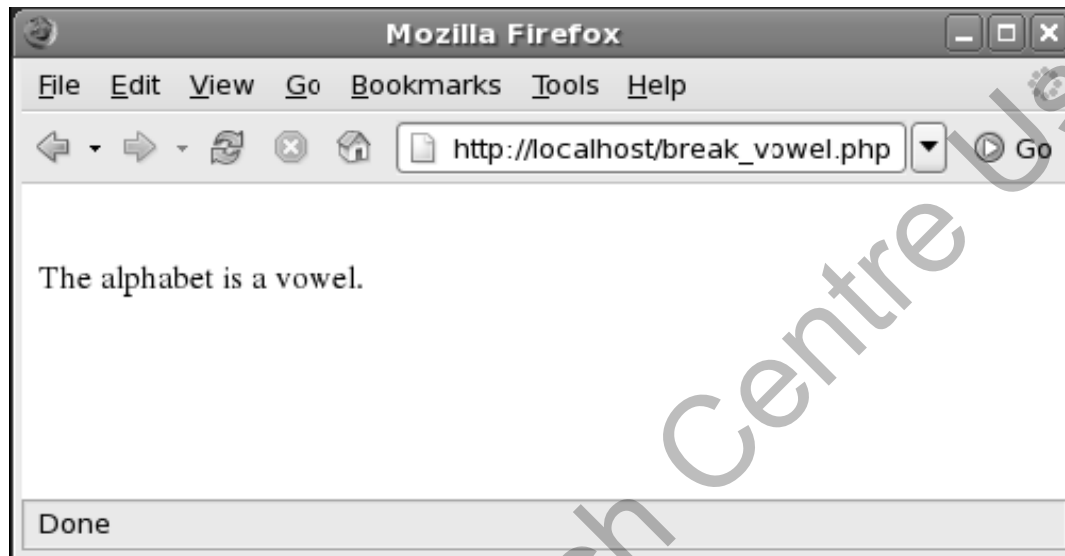 Mozilla Firefox
File Edit View Go Bookmarks Tools Help
http://localhost/break_vowel.php Go
The alphabet is a vowel.
Done
Centre